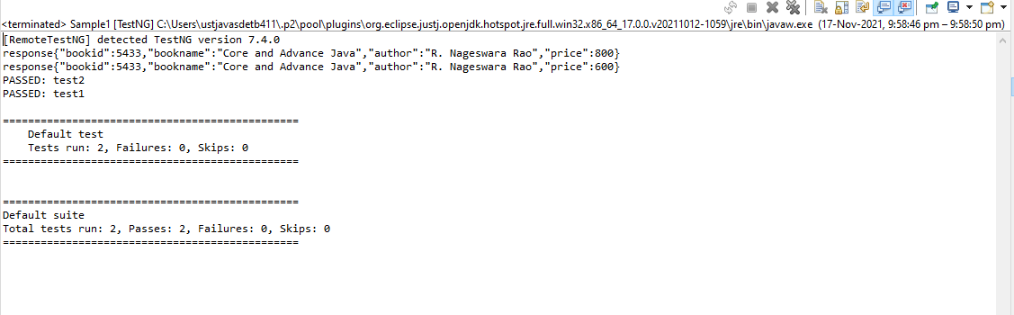 <terminated> Sample1 [TestNG] C:\Users\ustjavasdetb411\.p2\pool\plugins\org.eclipse.justj.openjdk.hotspot.jre.full.win32.x86_64_17.0.0.v20211012-1059\jre\bin\javaw.exe (17-Nov-2021, 9:58:46 pm – 9:58:50 pm)
[RemoteTestNG] detected TestNG version 7.4.0
response{"bookid":5433,"bookname":"Core and Advance Java","author":"R. Nageswara Rao","price":800}
response{"bookid":5433,"bookname":"Core and Advance Java","author":"R. Nageswara Rao","price":600}
PASSED: test2
PASSED: test1
===============================================
Default test
Tests run: 2, Failures: 0, Skips: 0
===============================================
===============================================
Default suite
Total tests run: 2, Passes: 2, Failures: 0, Skips: 0
===============================================